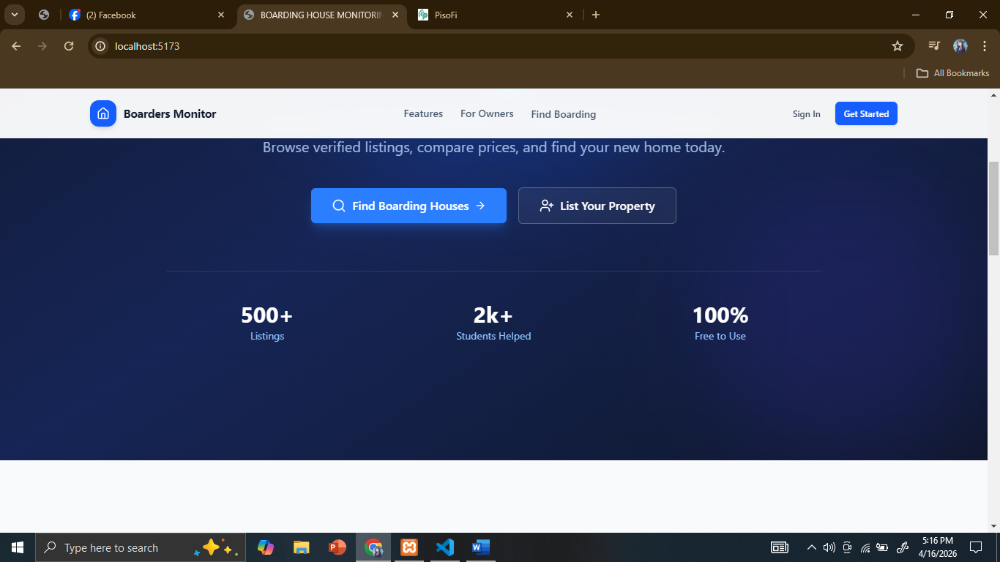 (2) Facebook
BOARDING HOUSE MONITORIN
PisoFi
localhost:5173
All Bookmarks
Boarders Monitor
Features
For Owners
Find Boarding
Sign In
Get Started
Browse verified listings, compare prices, and find your new home today.
Find Boarding Houses →
List Your Property
500+
2k+
100%
Listings
Students Helped
Free to Use
Type here to search
5:16 PM
4/16/2026